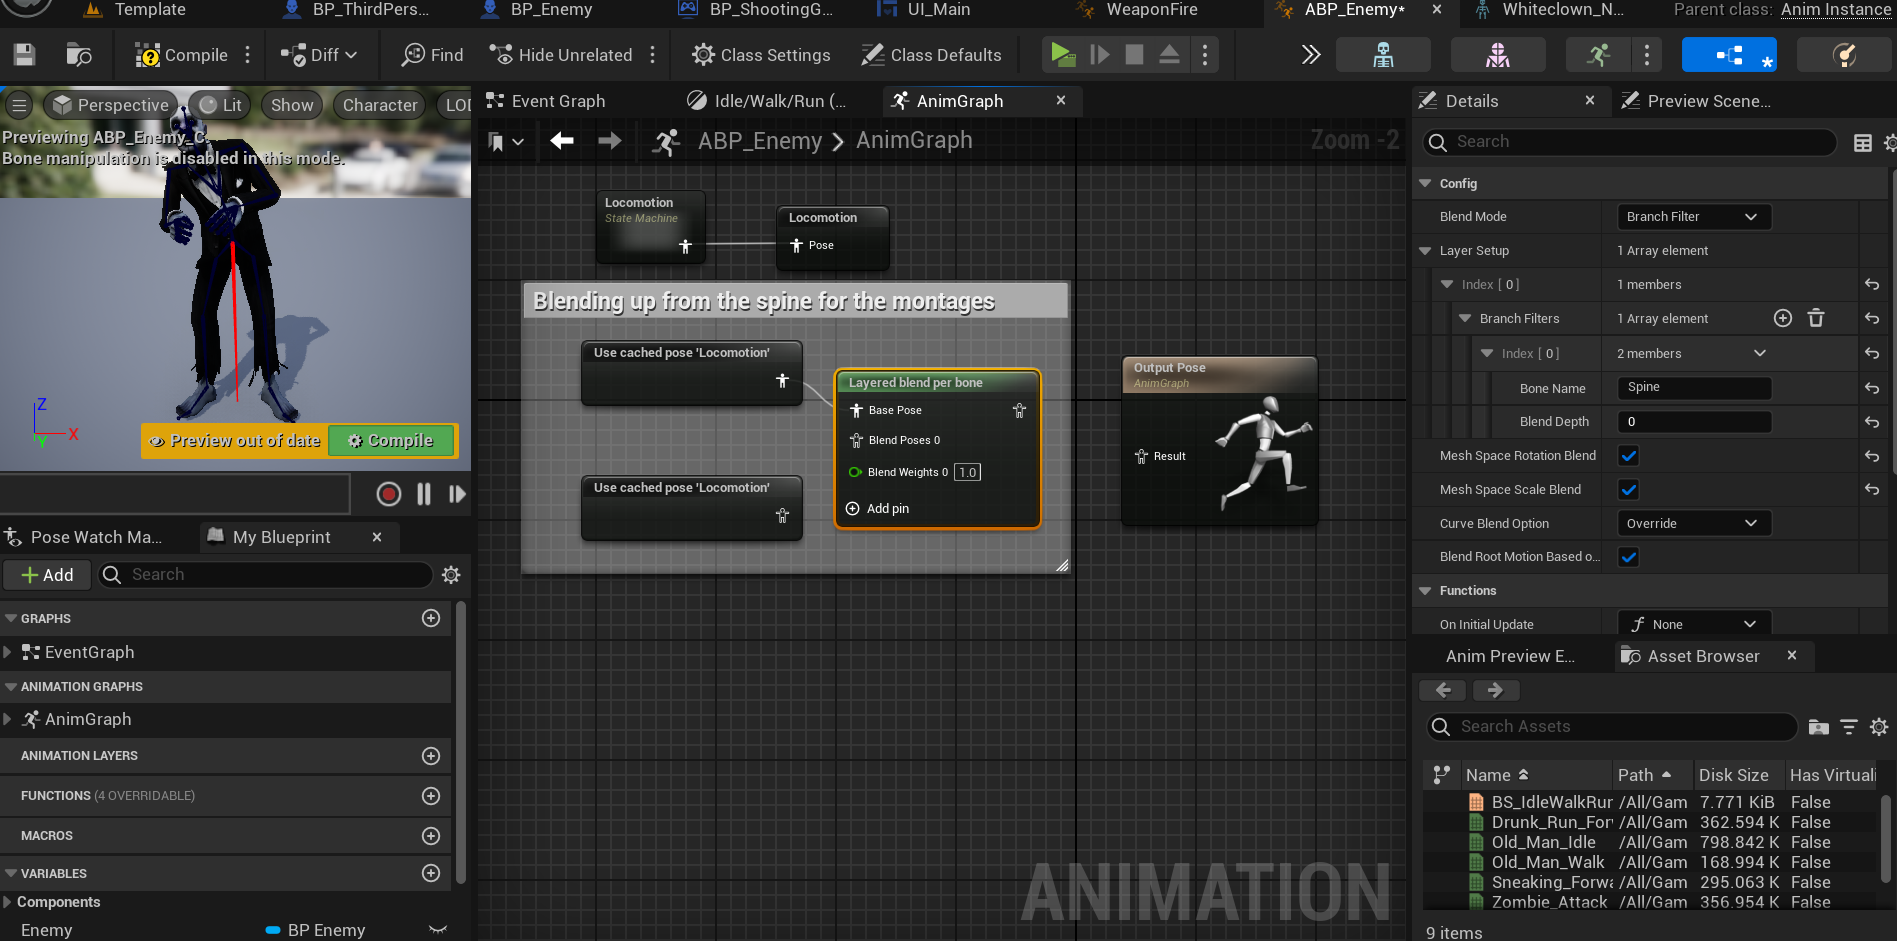 Template
BP_ThirdPers...
BP_Enemy
BP_ShootingG...
UI_Main
WeaponFire
ABP_Enemy*
Whiteclown_N...
Parent class: Anim Instance
Compile
Diff
Find
Hide Unrelated
Class Settings
Class Defaults
Perspective
Lit
Show
Character
LOD
Previewing ABP_Enemy_C.
Bone manipulation is disabled in this mode.
Z
X
Y
Preview out of date
Compile
Event Graph
Idle/Walk/Run (...
AnimGraph
ABP_Enemy > AnimGraph
Zoom -2
Locomotion
State Machine
Locomotion
Pose
Blending up from the spine for the montages
Use cached pose 'Locomotion'
Use cached pose 'Locomotion'
Layered blend per bone
Base Pose
Blend Poses 0
Blend Weights 0 1.0
Add pin
Output Pose
AnimGraph
Result
ANIMATION
Pose Watch Ma...
My Blueprint
Add
Search
GRAPHS
EventGraph
ANIMATION GRAPHS
AnimGraph
ANIMATION LAYERS
FUNCTIONS (4 OVERRIDABLE)
MACROS
VARIABLES
Components
Enemy BP Enemy
Details
Preview Scene...
Search
Config
Blend Mode Branch Filter
Layer Setup 1 Array element
Index [ 0 ] 1 members
Branch Filters 1 Array element
Index [ 0 ] 2 members
Bone Name Spine
Blend Depth 0
Mesh Space Rotation Blend
Mesh Space Scale Blend
Curve Blend Option Override
Blend Root Motion Based o...
Functions
On Initial Update None
Anim Preview E...
Asset Browser
Search Assets
Name Path Disk Size Has Virtuali
BS_IdleWalkRur /All/Gam 7.771 KiB False
Drunk_Run_For /All/Gam 362.594 K False
Old_Man_Idle /All/Gam 798.842 K False
Old_Man_Walk /All/Gam 168.994 K False
Sneaking_Forwa /All/Gam 295.063 K False
Zombie_Attack /All/Gam 356.954 K False
9 items